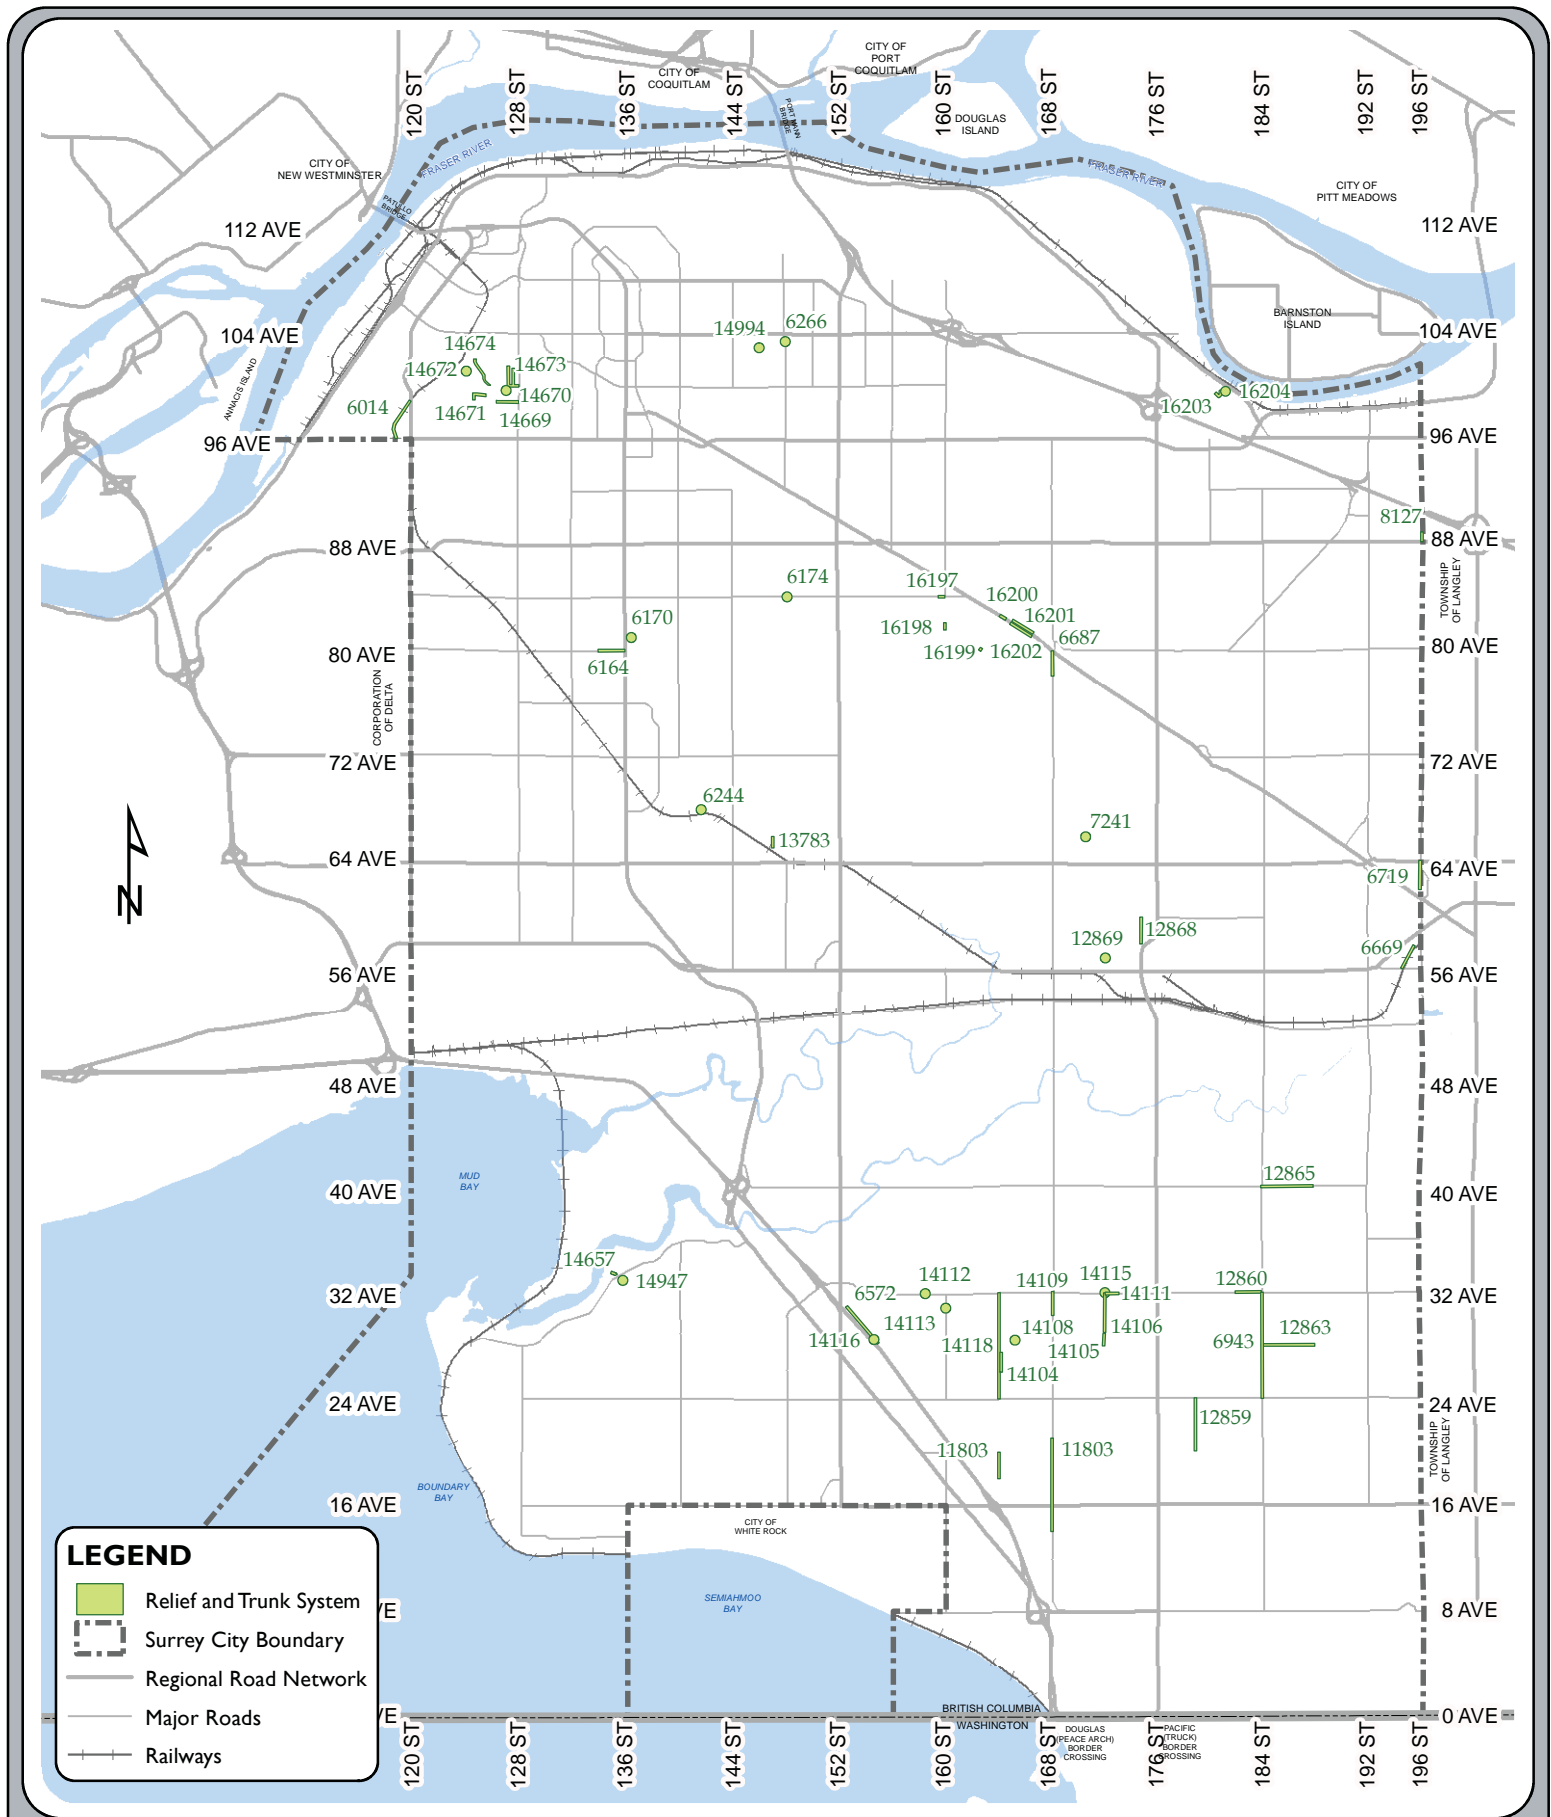 CITY OF
PORT
COQUITLAM
CITY OF
COQUITLAM
120 ST
128 ST
136 ST
144 ST
152 ST
160 ST
168 ST
176 ST
184 ST
192 ST
196 ST
PORT MANN
BRIDGE
DOUGLAS
ISLAND
FRASER RIVER
FRASER RIVER
CITY OF
NEW WESTMINSTER
CITY OF
PITT MEADOWS
PATULLO
BRIDGE
112 AVE
112 AVE
BARNSTON
ISLAND
104 AVE
104 AVE
14994
6266
14674
14672
14673
14670
6014
14671
14669
16203
16204
ANNACIS ISLAND
96 AVE
96 AVE
8127
88 AVE
88 AVE
TOWNSHIP
OF LANGLEY
6174
16197
16200
16201
6170
16198
6687
16199
16202
80 AVE
80 AVE
6164
CORPORATION
OF DELTA
72 AVE
72 AVE
6244
7241
13783
64 AVE
64 AVE
6719
N
12868
12869
6669
56 AVE
56 AVE
48 AVE
48 AVE
MUD
BAY
12865
40 AVE
40 AVE
14657
14947
14112
14109
14115
12860
6572
14111
32 AVE
32 AVE
14113
14116
14118
14108
14106
14105
6943
12863
14104
24 AVE
24 AVE
12859
11803
11803
TOWNSHIP
OF LANGLEY
BOUNDARY
BAY
16 AVE
16 AVE
CITY OF
WHITE ROCK
SEMIAHMOO
BAY
VE
8 AVE
LEGEND
Relief and Trunk System
Surrey City Boundary
Regional Road Network
Major Roads
Railways
VE
0 AVE
BRITISH COLUMBIA
WASHINGTON
DOUGLAS
(PEACE ARCH)
BORDER
CROSSING
PACIFIC
(TRUCK)
BORDER
CROSSING
120 ST
128 ST
136 ST
144 ST
152 ST
160 ST
168 ST
176 ST
184 ST
192 ST
196 ST